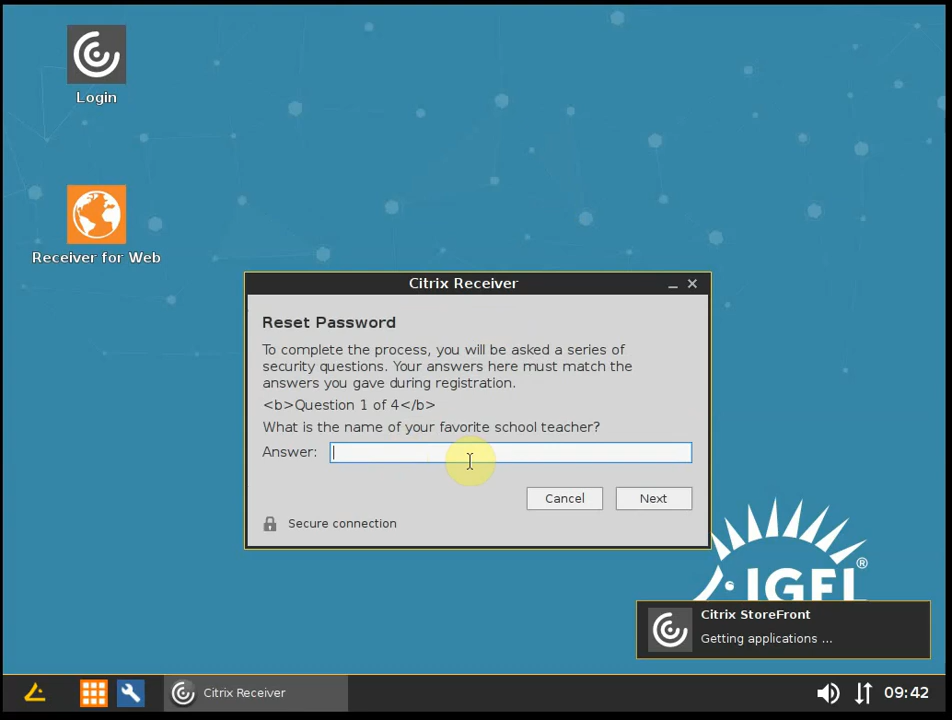 Login
Receiver for Web
Citrix Receiver
Reset Password
To complete the process, you will be asked a series of
security questions. Your answers here must match the
answers you gave during registration.
<b>Question 1 of 4</b>
What is the name of your favorite school teacher?
Answer:
Cancel
Next
Secure connection
IGEL®
Citrix StoreFront
Getting applications ...
Citrix Receiver
09:42